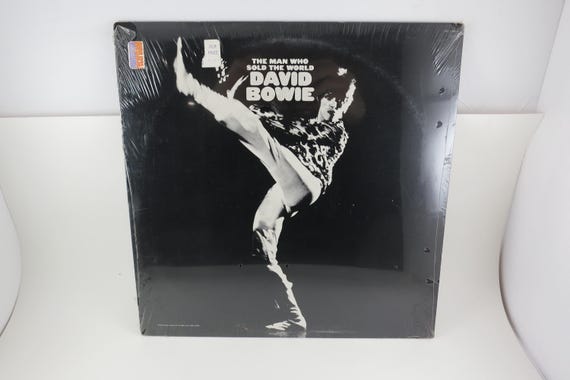 THE MAN WHO
SOLD THE WORLD
DAVID
BOWIE